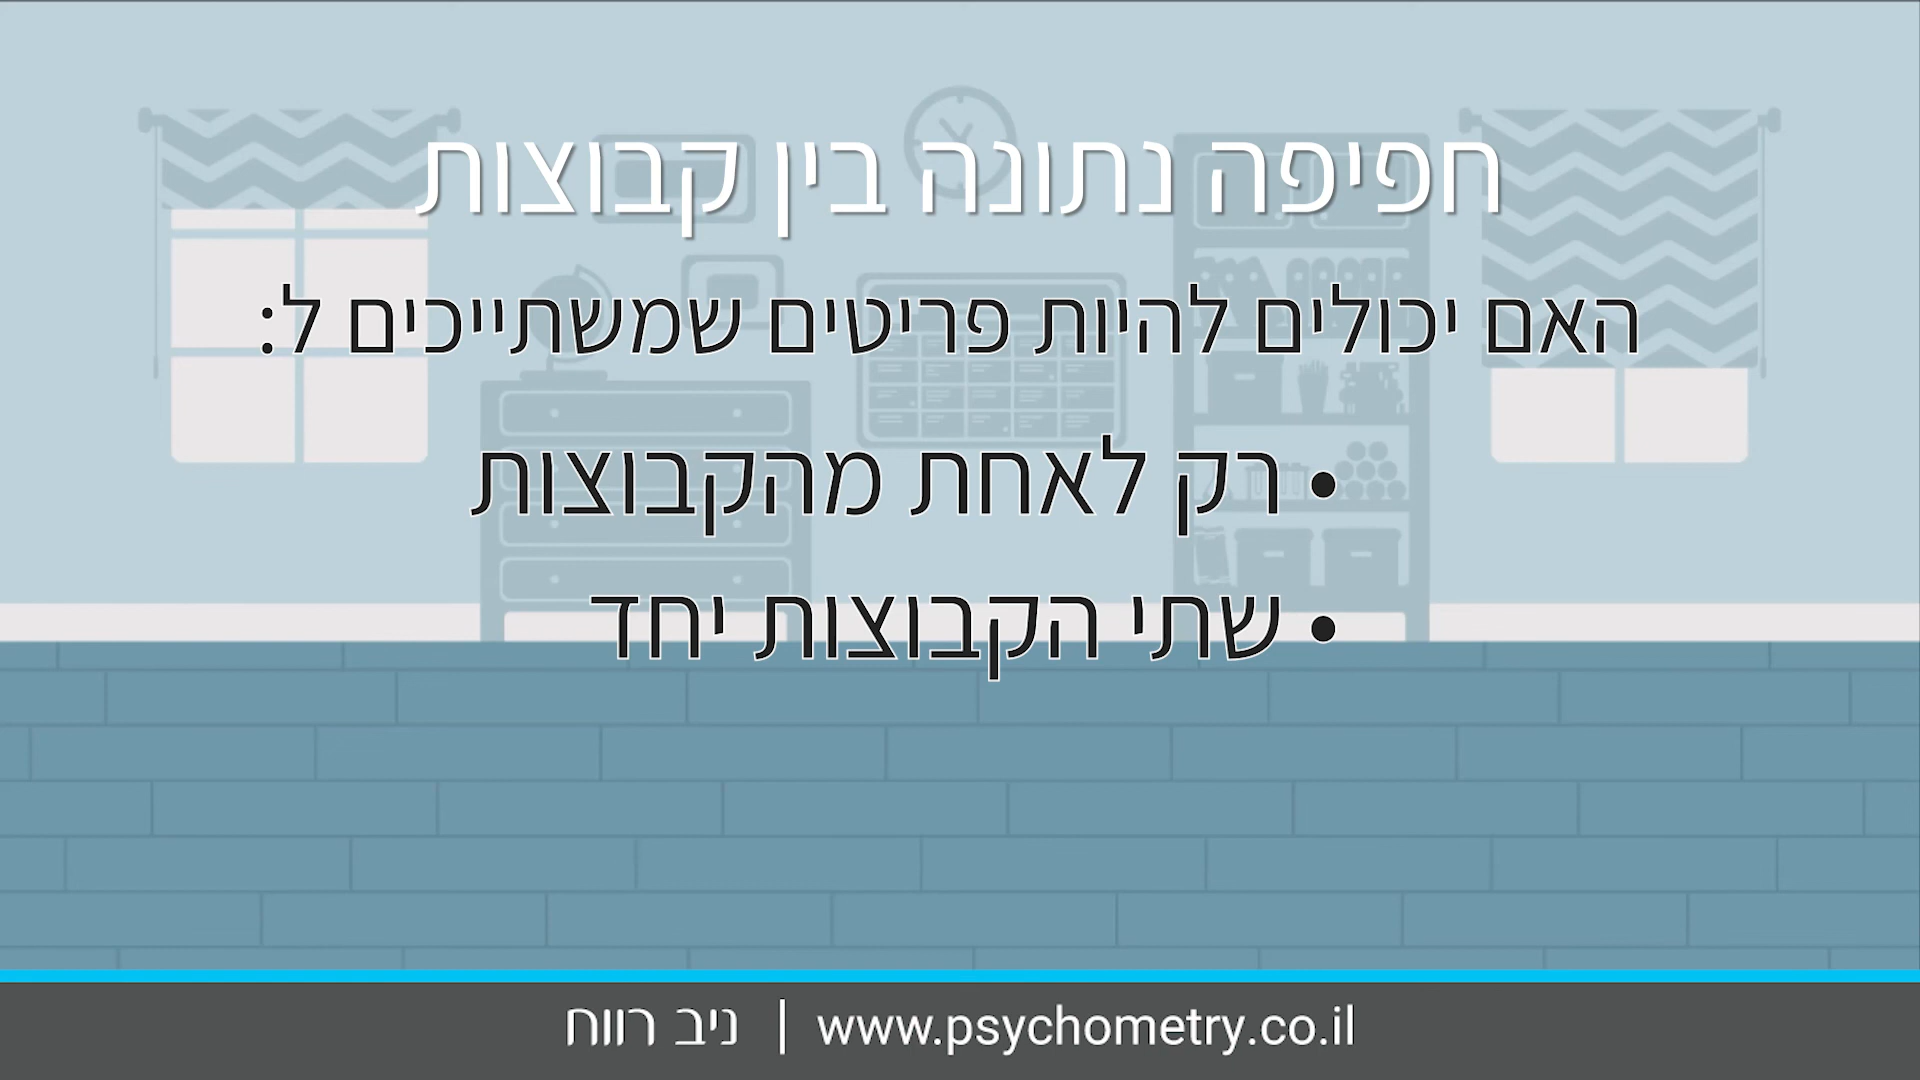 חפיפה נתונה בין קבוצות
האם יכולים להיות פריטים שמשתייכים ל:
• רק לאחת מהקבוצות
• שתי הקבוצות יחד
ניב רווח | www.psychometry.co.il